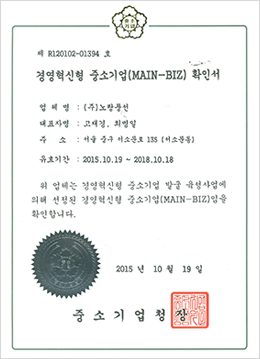 제 R120102-01394 호
경영혁신형 중소기업(MAIN-BIZ) 확인서
업 체 명 : (주)노랑풍선
대표자명 : 고재경, 최명일
주 소 : 서울 중구 서소문로 135 (서소문동)
유효기간 : 2015.10.19 ~ 2018.10.18
위 업체는 경영혁신형 중소기업 발굴 육성사업에
의해 선정된 경영혁신형 중소기업(MAIN-BIZ)임을
확인합니다.
2015 년 10 월 19 일
중 소 기 업 청 장